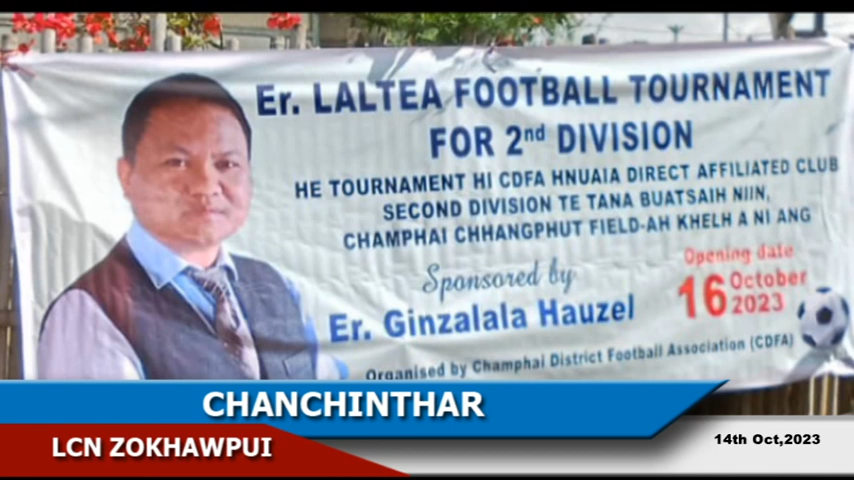 Er. LALTEA FOOTBALL TOURNAMENT
FOR 2nd DIVISION
HE TOURNAMENT HI CDFA HNUAIA DIRECT AFFILIATED CLUB
SECOND DIVISION TE TANA BUATSAIH NIIN,
CHAMPHAI CHHANGPHUT FIELD-AH KHELH A NI ANG
Sponsored by
Er. Ginzalala Hauzel
Opening date
16 October
2023
Organised by Champhai District Football Association (CDFA)
CHANCHINTHAR
LCN ZOKHAWPUI
14th Oct,2023